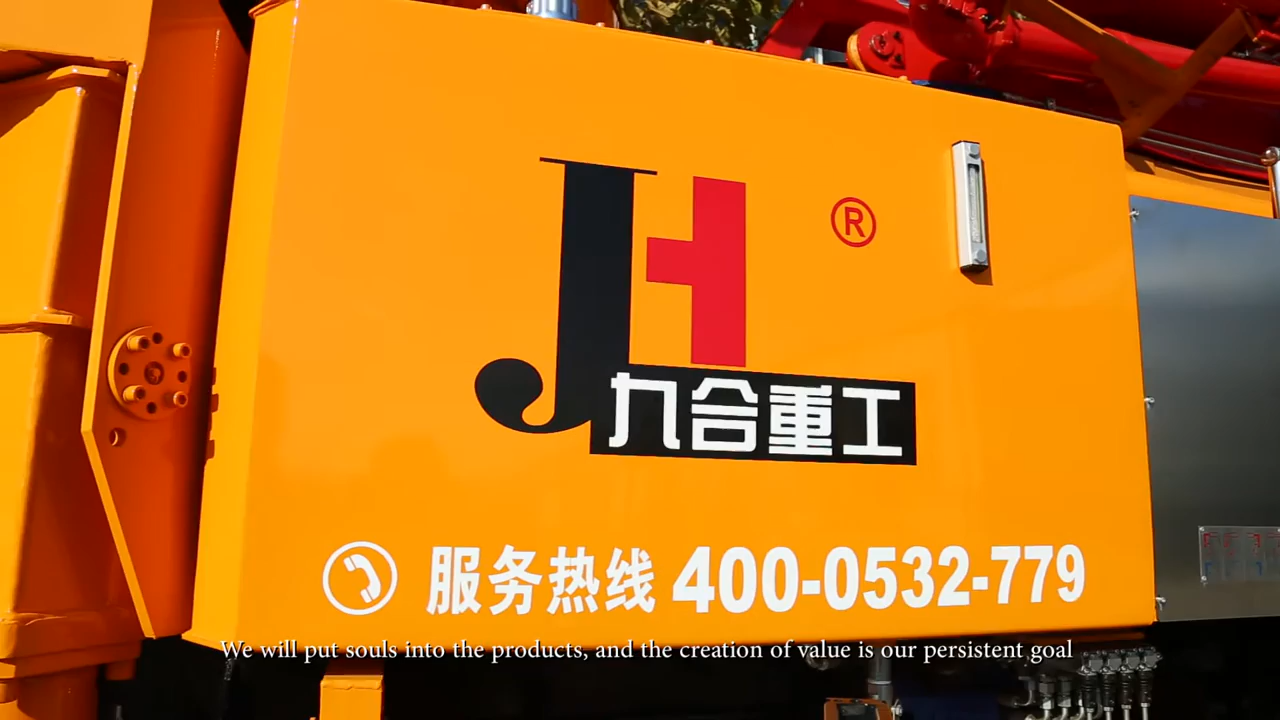 JH ®
九合重工
服务热线 400-0532-779
We will put souls into the products, and the creation of value is our persistent goal